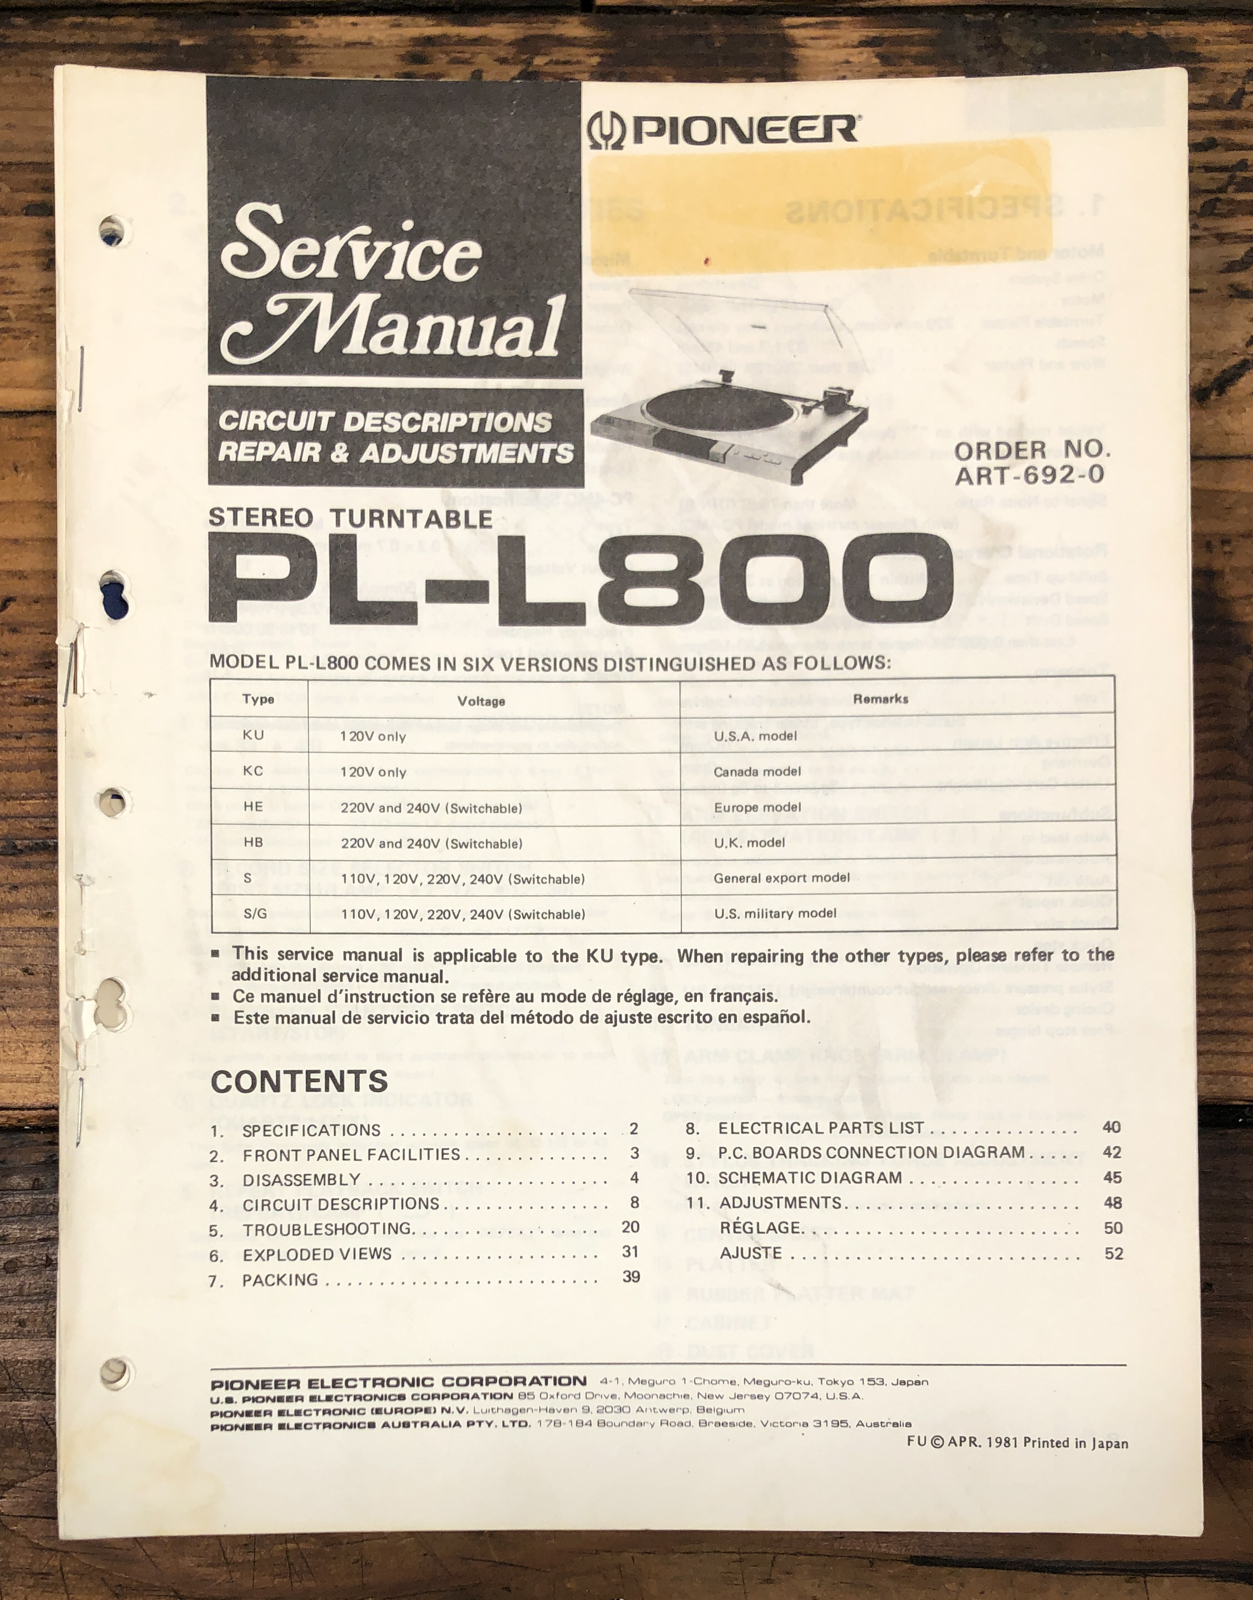 PIONEER
Service
Manual
CIRCUIT DESCRIPTIONS
REPAIR & ADJUSTMENTS
ORDER NO.
ART-692-0
STEREO TURNTABLE
PL-L800
MODEL PL-L800 COMES IN SIX VERSIONS DISTINGUISHED AS FOLLOWS:
Type Voltage Remarks
KU 120V only U.S.A. model
KC 120V only Canada model
HE 220V and 240V (Switchable) Europe model
HB 220V and 240V (Switchable) U.K. model
S 110V, 120V, 220V, 240V (Switchable) General export model
S/G 110V, 120V, 220V, 240V (Switchable) U.S. military model
■ This service manual is applicable to the KU type. When repairing the other types, please refer to the
additional service manual.
■ Ce manuel d'instruction se refère au mode de réglage, en français.
■ Este manual de servicio trata del método de ajuste escrito en español.
CONTENTS
1. SPECIFICATIONS . . . . . . . . . . . . . . . . . . . . . . 2
2. FRONT PANEL FACILITIES . . . . . . . . . . . . . . . 3
3. DISASSEMBLY . . . . . . . . . . . . . . . . . . . . . . . . 4
4. CIRCUIT DESCRIPTIONS . . . . . . . . . . . . . . . . 8
5. TROUBLESHOOTING. . . . . . . . . . . . . . . . . . . 20
6. EXPLODED VIEWS . . . . . . . . . . . . . . . . . . . . 31
7. PACKING . . . . . . . . . . . . . . . . . . . . . . . . . . . 39
8. ELECTRICAL PARTS LIST . . . . . . . . . . . . . . 40
9. P.C. BOARDS CONNECTION DIAGRAM . . . . . 42
10. SCHEMATIC DIAGRAM . . . . . . . . . . . . . . . . 45
11. ADJUSTMENTS. . . . . . . . . . . . . . . . . . . . . . . 48
RÉGLAGE. . . . . . . . . . . . . . . . . . . . . . . . . . . 50
AJUSTE . . . . . . . . . . . . . . . . . . . . . . . . . . . . 52
PIONEER ELECTRONIC CORPORATION 4-1, Meguro 1-Chome, Meguro-ku, Tokyo 153, Japan
U.S. PIONEER ELECTRONICS CORPORATION 85 Oxford Drive, Moonachie, New Jersey 07074, U.S.A.
PIONEER ELECTRONIC (EUROPE) N.V. Luithagen-Haven 9, 2030 Antwerp, Belgium
PIONEER ELECTRONICS AUSTRALIA PTY. LTD. 178-184 Boundary Road, Braeside, Victoria 3195, Australia
FU © APR. 1981 Printed in Japan